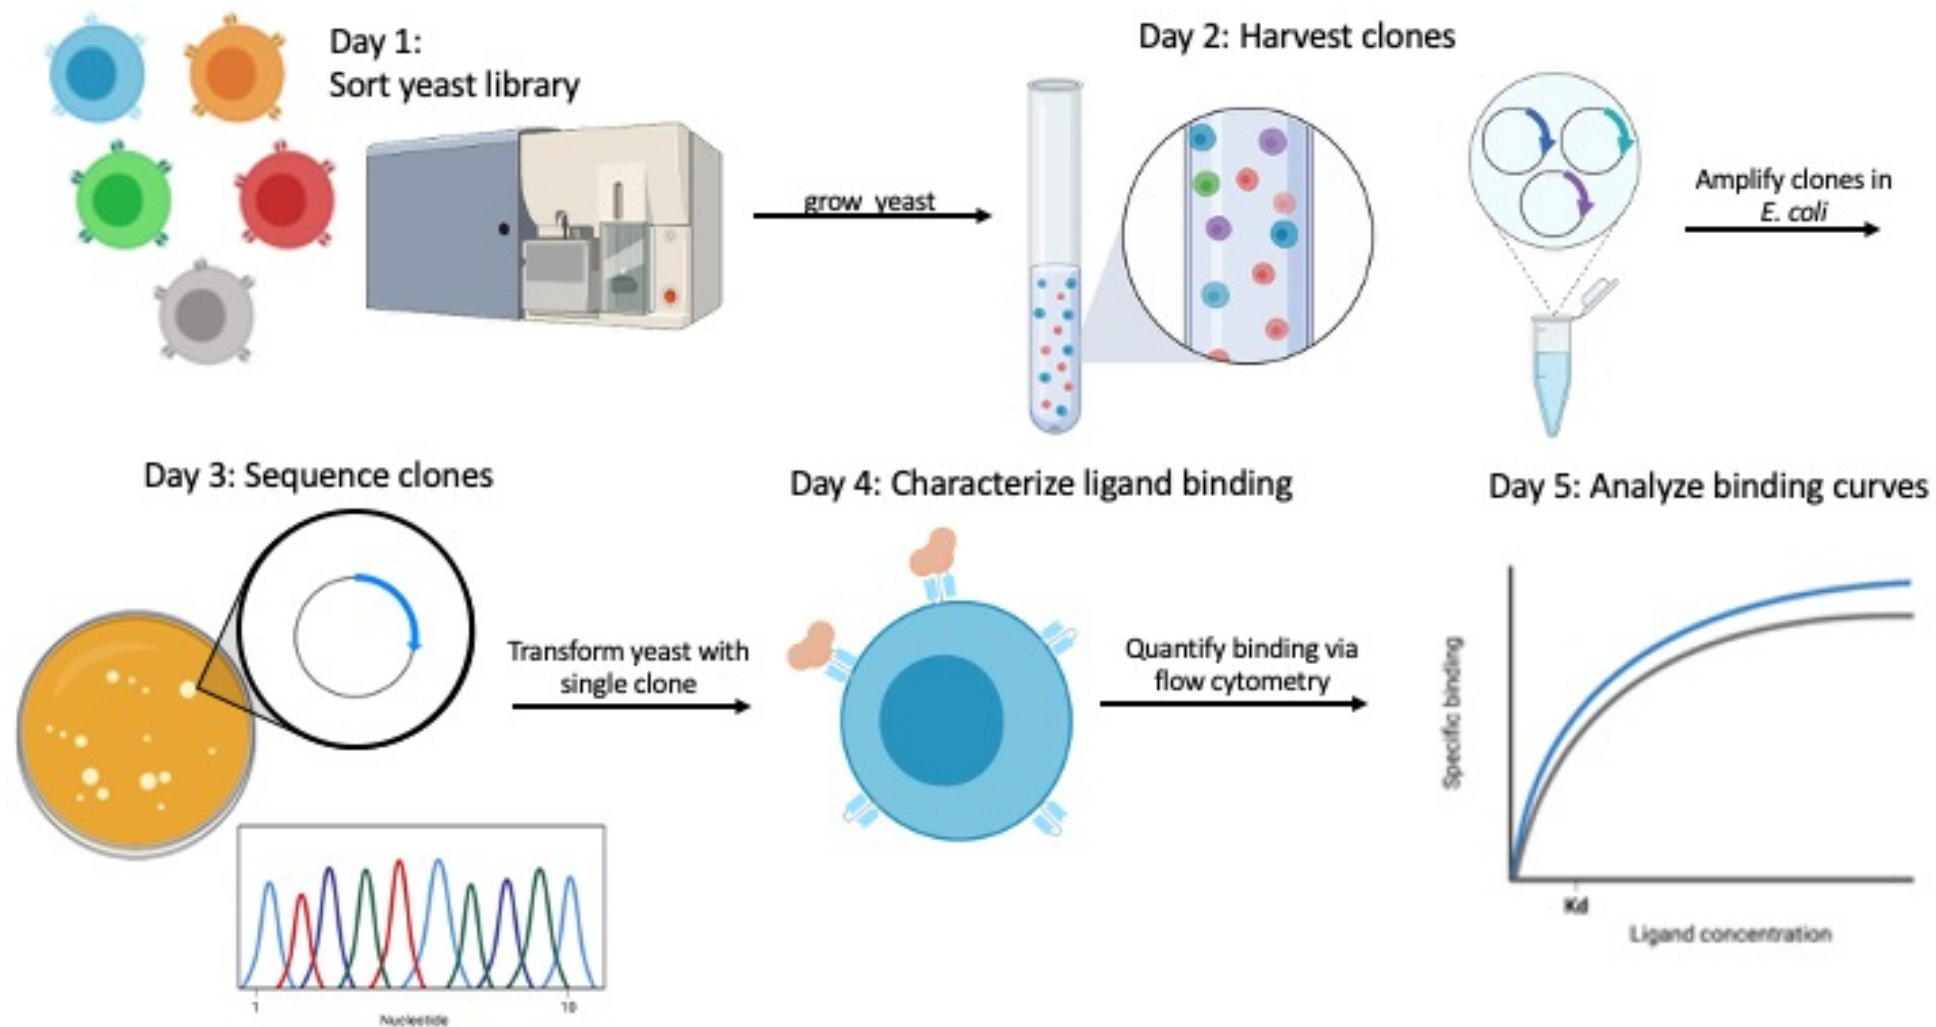 Day 1:
Sort yeast library
grow yeast
Day 2: Harvest clones
Amplify clones in
E. coli
Day 3: Sequence clones
Transform yeast with
single clone
1
10
Nucleotide
Day 4: Characterize ligand binding
Quantify binding via
flow cytometry
Day 5: Analyze binding curves
Specific binding
Kd
Ligand concentration